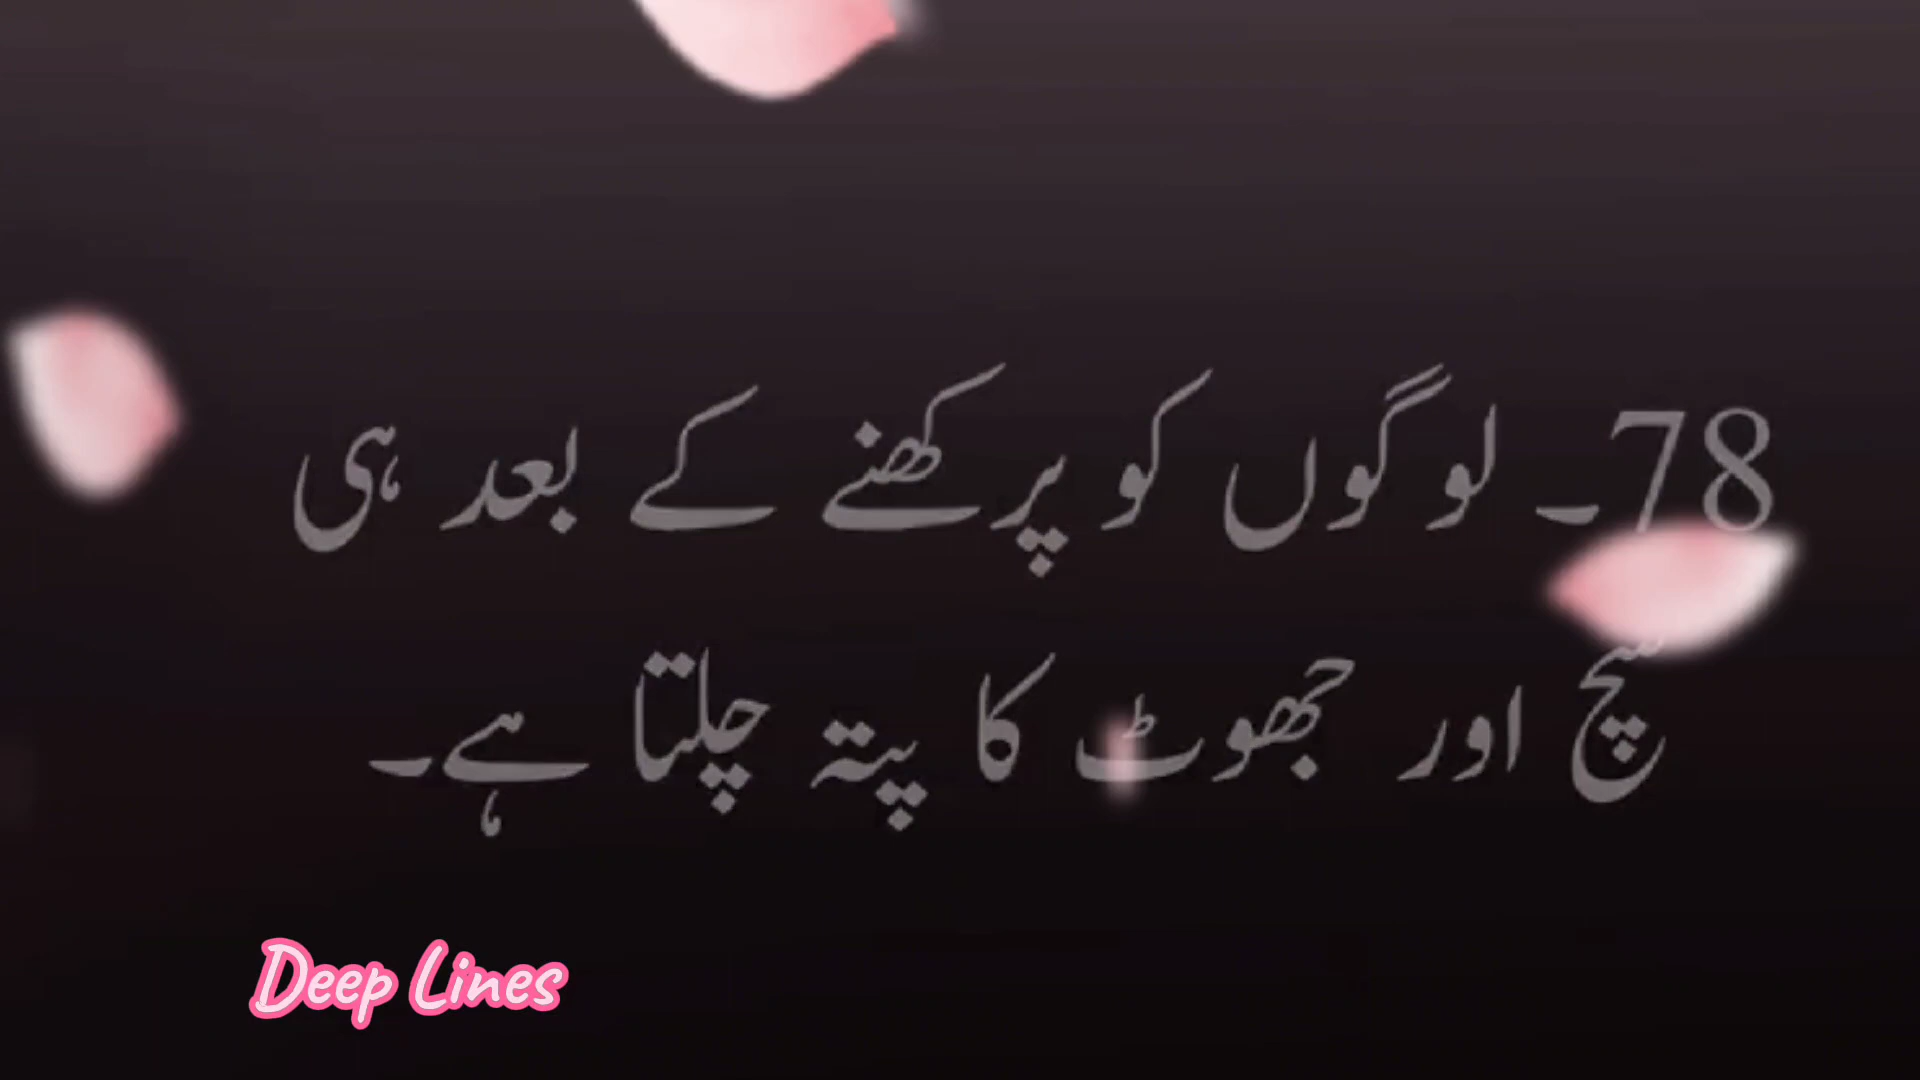 78۔ لوگوں کو پرکھنے کے بعد ہی
سچ اور جھوٹ کا پتہ چلتا ہے۔
Deep Lines